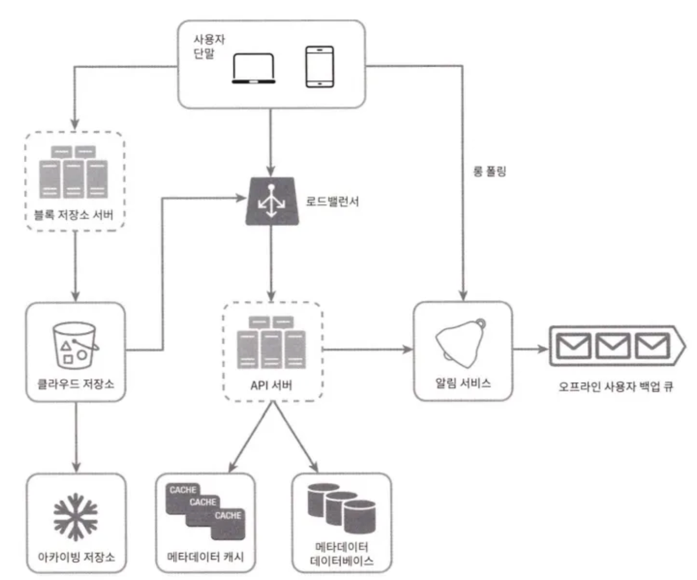 사용자
단말
롱 폴링
블록 저장소 서버
로드밸런서
클라우드 저장소
API 서버
알림 서비스
오프라인 사용자 백업 큐
CACHE
CACHE
CACHE
아카이빙 저장소
메타데이터 캐시
메타데이터
데이터베이스